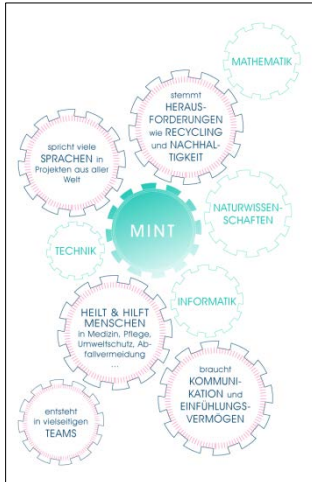 MATHEMATIK
stemmt
HERAUS-
FORDERUNGEN
wie RECYCLING
und NACHHAL-
TIGKEIT
spricht viele
SPRACHEN in
Projekten aus aller
Welt
MINT
NATURWISSEN-
SCHAFTEN
TECHNIK
INFORMATIK
HEILT & HILFT
MENSCHEN
in Medizin, Pflege,
Umweltschutz, Ab-
fallvermeidung
...
braucht
KOMMUNI-
KATION und
EINFÜHLUNGS-
VERMÖGEN
entsteht
in vielseitigen
TEAMS